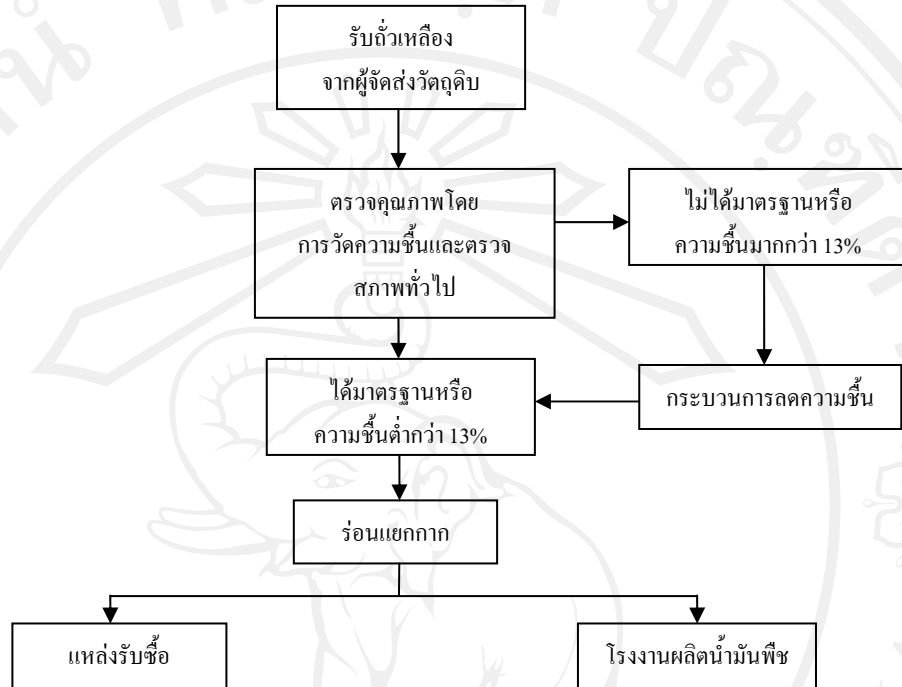 รับถั่วเหลือง
จากผู้จัดส่งวัตถุดิบ
ตรวจคุณภาพโดย
การวัดความชื้นและตรวจ
สภาพทั่วไป
ไม่ได้มาตรฐานหรือ
ความชื้นมากกว่า 13%
ได้มาตรฐานหรือ
ความชื้นต่ำกว่า 13%
กระบวนการลดความชื้น
ร่อนแยกกาก
แหล่งรับซื้อ
โรงงานผลิตน้ำมันพืช